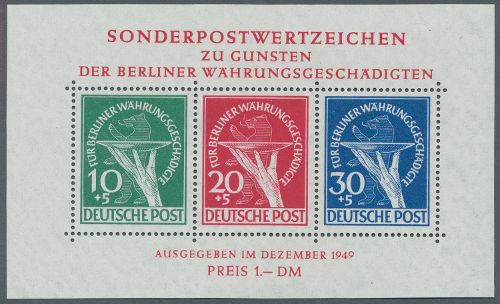 SONDERPOSTWERTZEICHEN
ZU GUNSTEN
DER BERLINER WÄHRUNGSGESCHÄDIGTEN
FÜR BERLINER WÄHRUNGSGESCHÄDIGTE
10
+5
DEUTSCHE POST
FÜR BERLINER WÄHRUNGSGESCHÄDIGTE
20
+5
DEUTSCHE POST
FÜR BERLINER WÄHRUNGSGESCHÄDIGTE
30
+5
DEUTSCHE POST
AUSGEGEBEN IM DEZEMBER 1949
PREIS 1.— DM